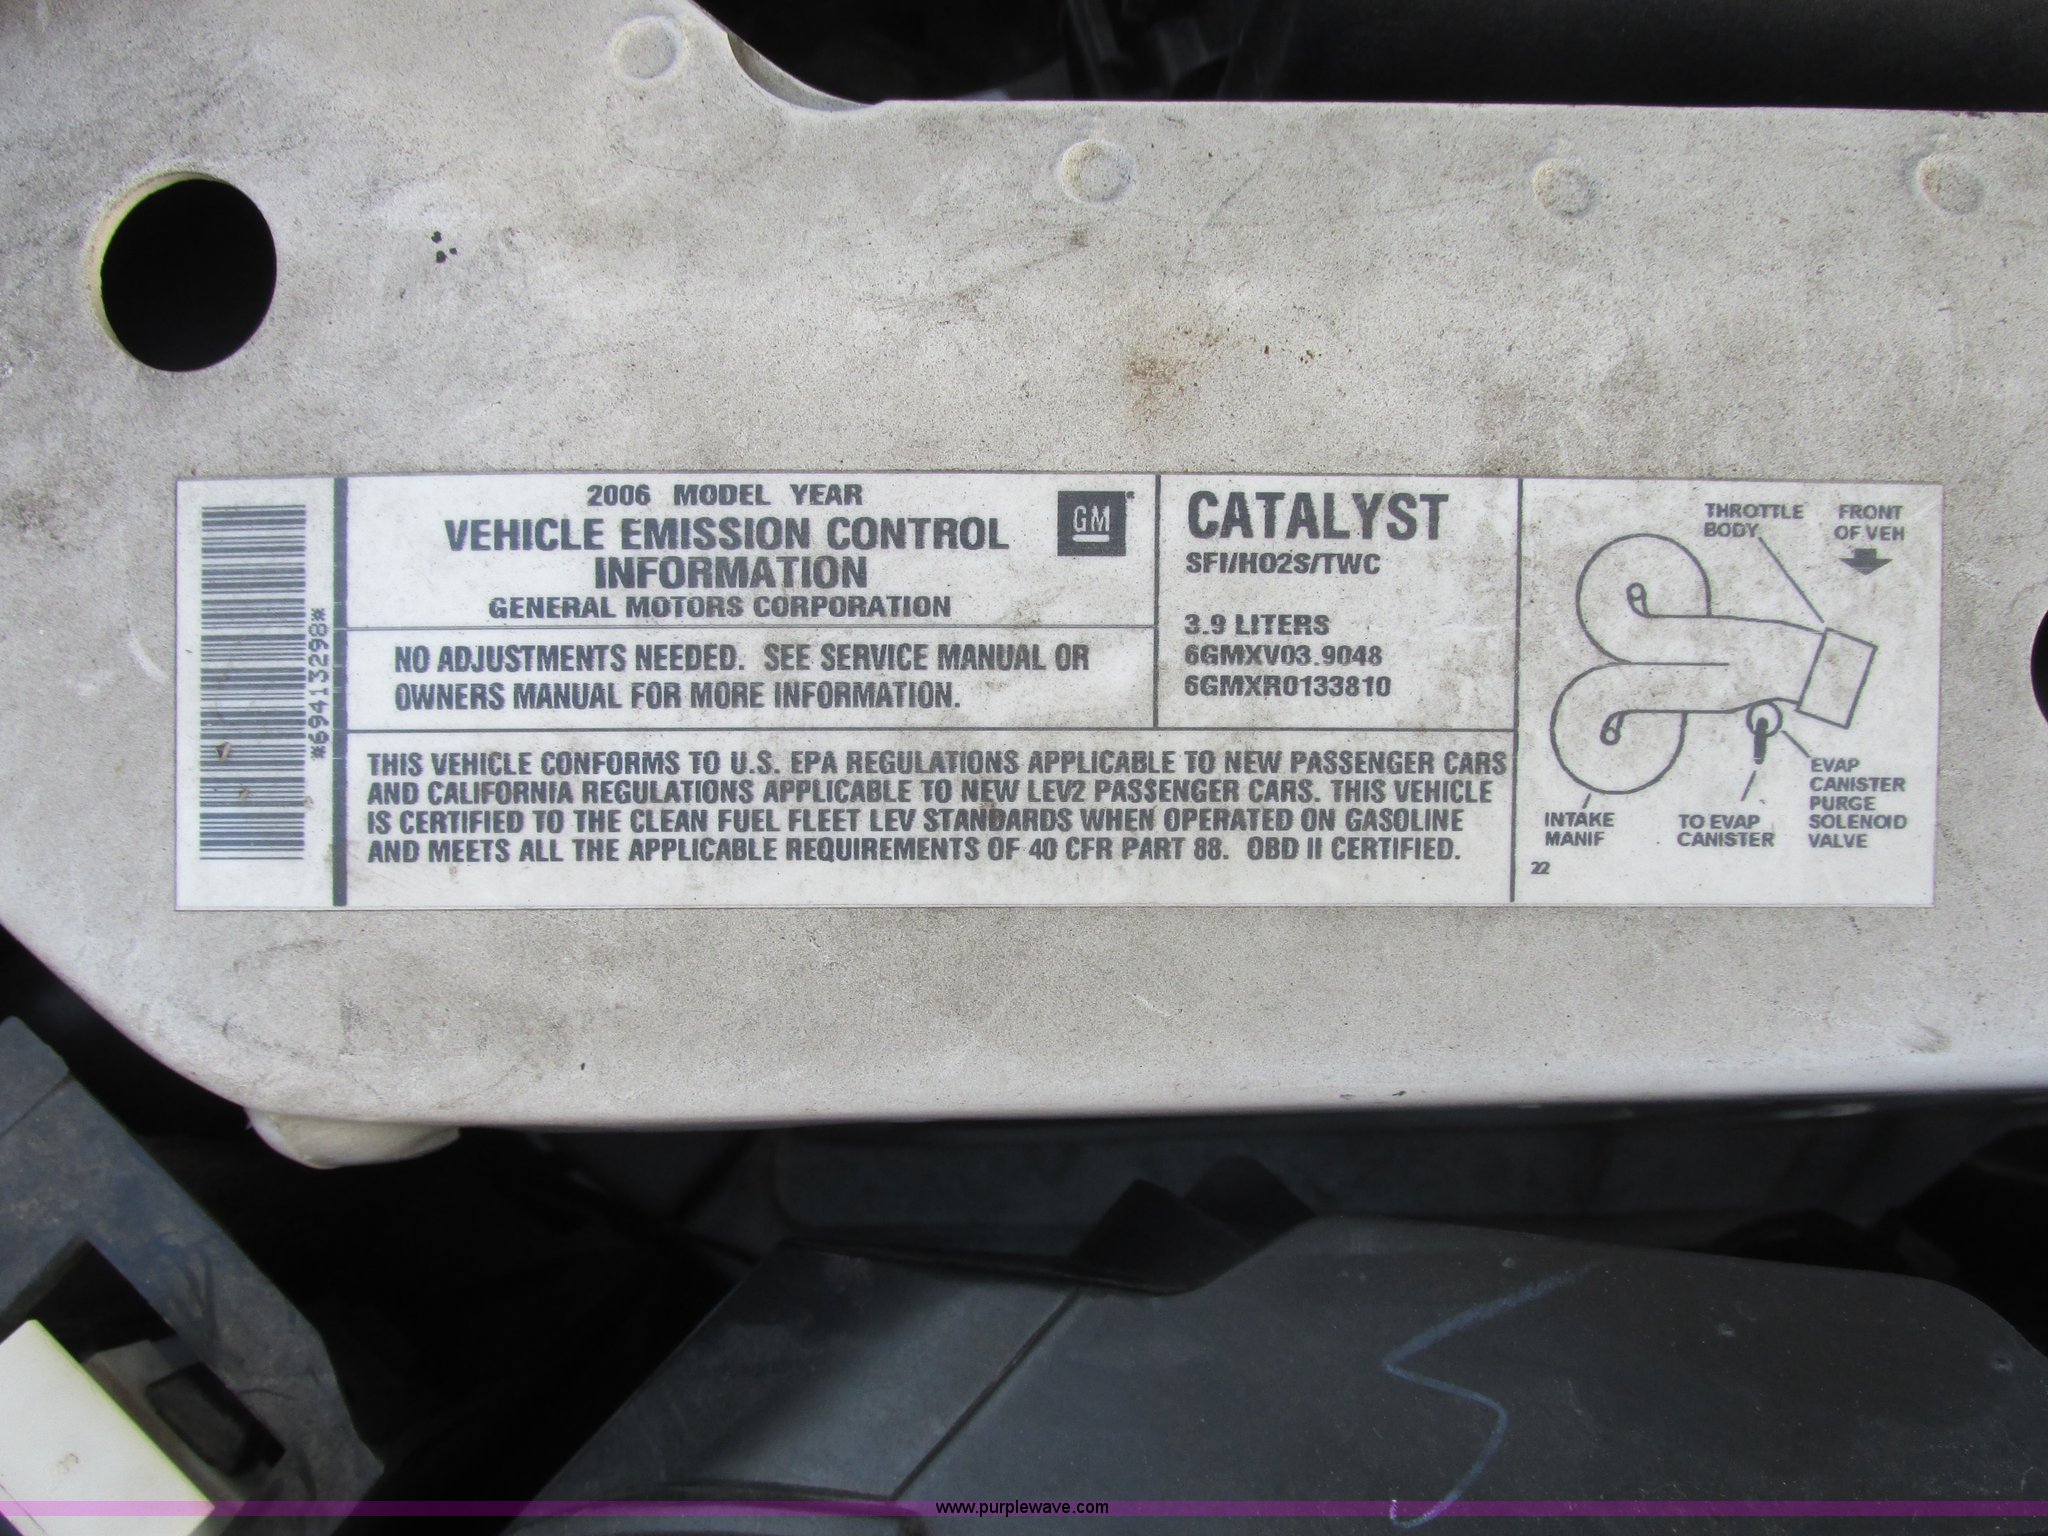 *694132980*
2006 MODEL YEAR
VEHICLE EMISSION CONTROL
INFORMATION
GENERAL MOTORS CORPORATION
GM
NO ADJUSTMENTS NEEDED. SEE SERVICE MANUAL OR
OWNERS MANUAL FOR MORE INFORMATION.
CATALYST
SFI/HO2S/TWC
3.9 LITERS
6GMXV03.9048
6GMXR0133810
THIS VEHICLE CONFORMS TO U.S. EPA REGULATIONS APPLICABLE TO NEW PASSENGER CARS
AND CALIFORNIA REGULATIONS APPLICABLE TO NEW LEV2 PASSENGER CARS. THIS VEHICLE
IS CERTIFIED TO THE CLEAN FUEL FLEET LEV STANDARDS WHEN OPERATED ON GASOLINE
AND MEETS ALL THE APPLICABLE REQUIREMENTS OF 40 CFR PART 88. OBD II CERTIFIED.
THROTTLE
BODY
FRONT
OF VEH
EVAP
CANISTER
PURGE
SOLENOID
VALVE
INTAKE
MANIF
TO EVAP
CANISTER
22
www.purplewave.com